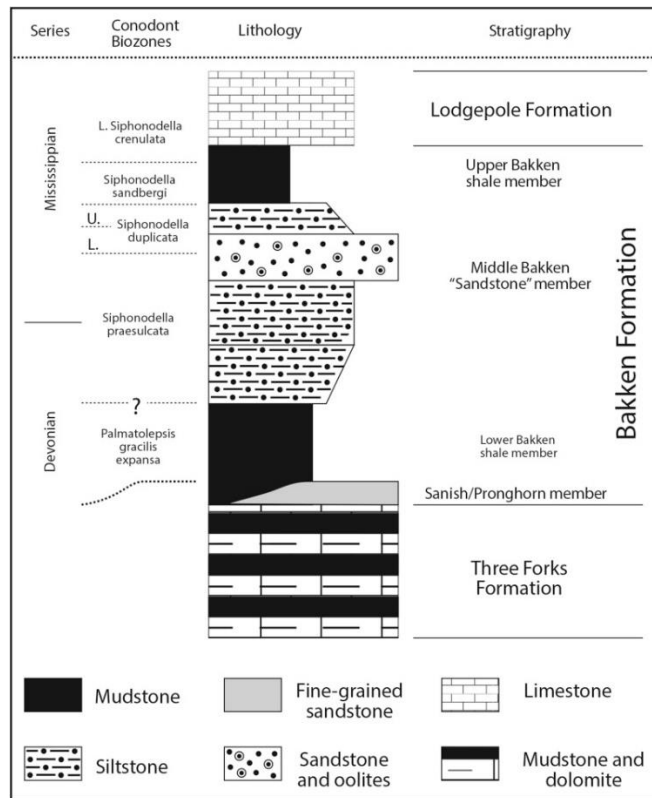 Series
Conodont
Biozones
Lithology
Stratigraphy
Mississippian
Devonian
L. Siphonodella
crenulata
Siphonodella
sandbergi
U.
L.
Siphonodella
duplicata
Siphonodella
praesulcata
?
Palmatolepsis
gracilis
expansa
Lodgepole Formation
Upper Bakken
shale member
Middle Bakken
“Sandstone” member
Lower Bakken
shale member
Sanish/Pronghorn member
Bakken Formation
Three Forks
Formation
Mudstone
Fine-grained
sandstone
Limestone
Siltstone
Sandstone
and oolites
Mudstone and
dolomite